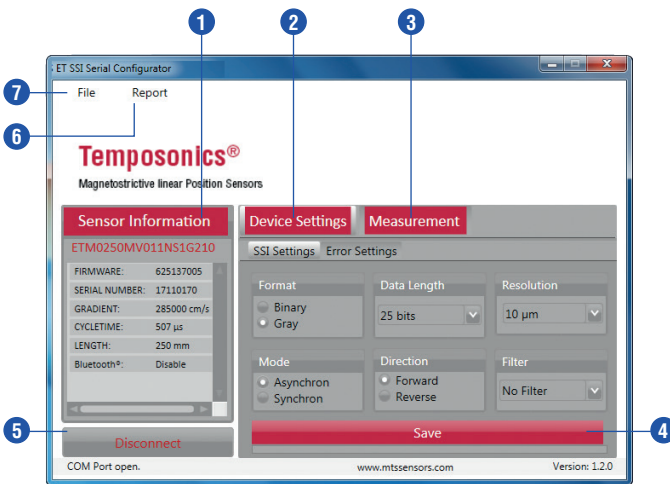 1 2 3
ET SSI Serial Configurator
7 File Report
6
Temposonics®
Magnetostrictive linear Position Sensors
Sensor Information
ETM0250MV011NS1G210
FIRMWARE: 625137005
SERIAL NUMBER: 17110170
GRADIENT: 285000 cm/s
CYCLETIME: 507 µs
LENGTH: 250 mm
Bluetooth®: Disable
5 Disconnect
Device Settings Measurement
SSI Settings Error Settings
Format
Binary
Gray
Data Length
25 bits
Resolution
10 µm
Mode
Asynchron
Synchron
Direction
Forward
Reverse
Filter
No Filter
Save 4
COM Port open. www.mtssensors.com Version: 1.2.0